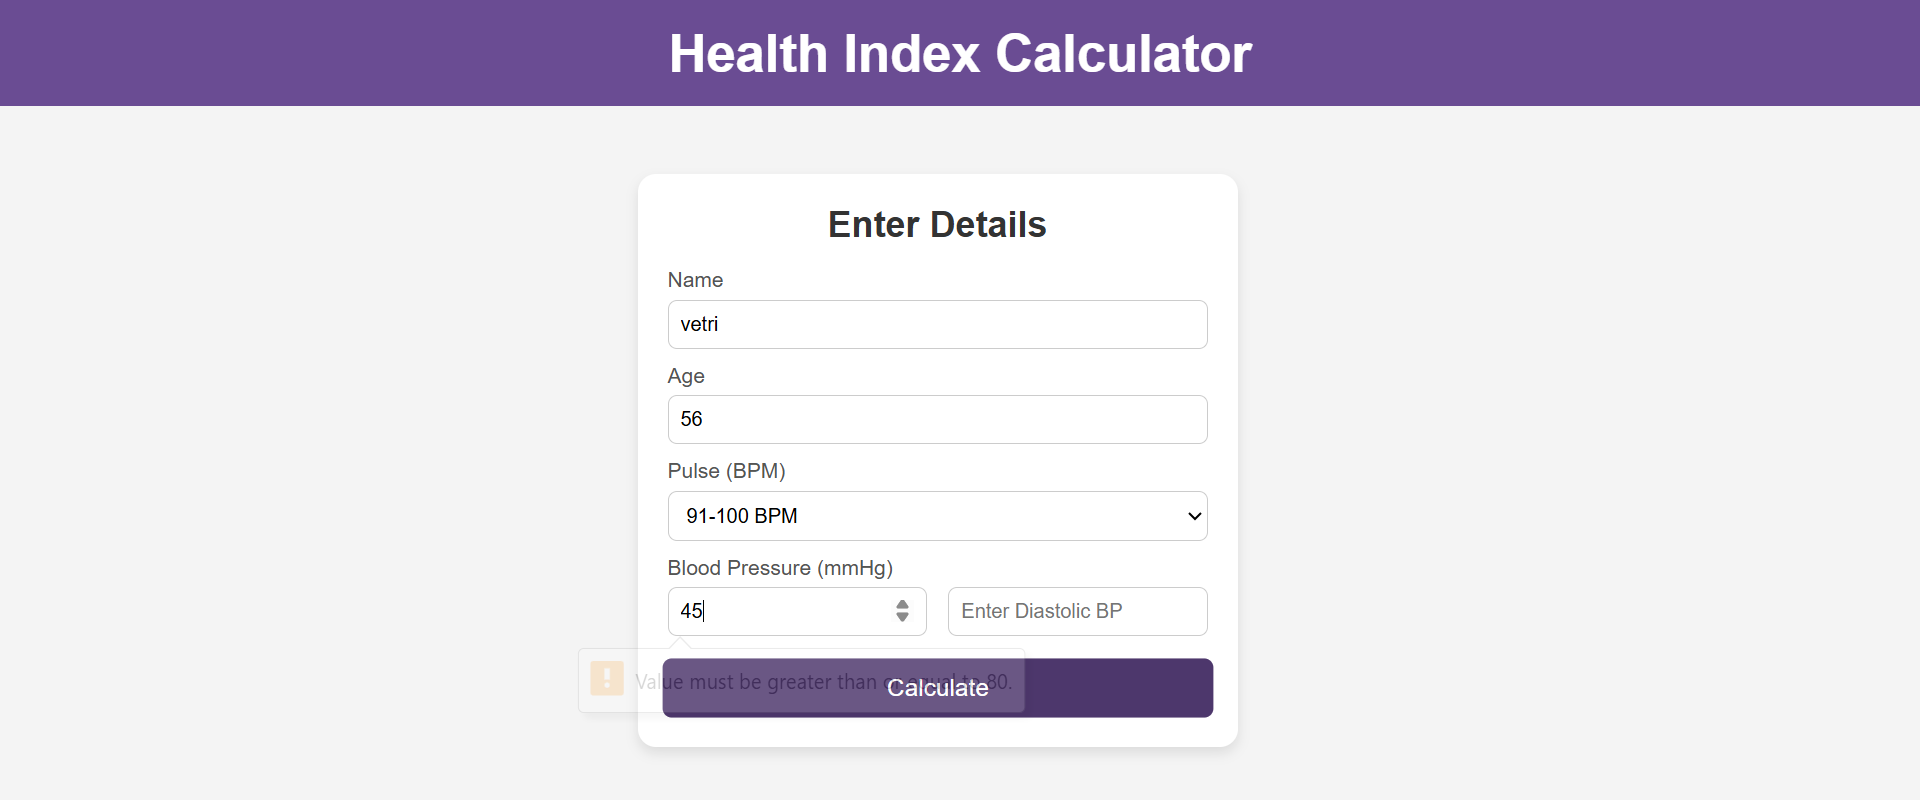 Health Index Calculator
Enter Details
Name
vetri
Age
56
Pulse (BPM)
91-100 BPM
Blood Pressure (mmHg)
45
Enter Diastolic BP
Value must be greater than or equal to 80.
Calculate